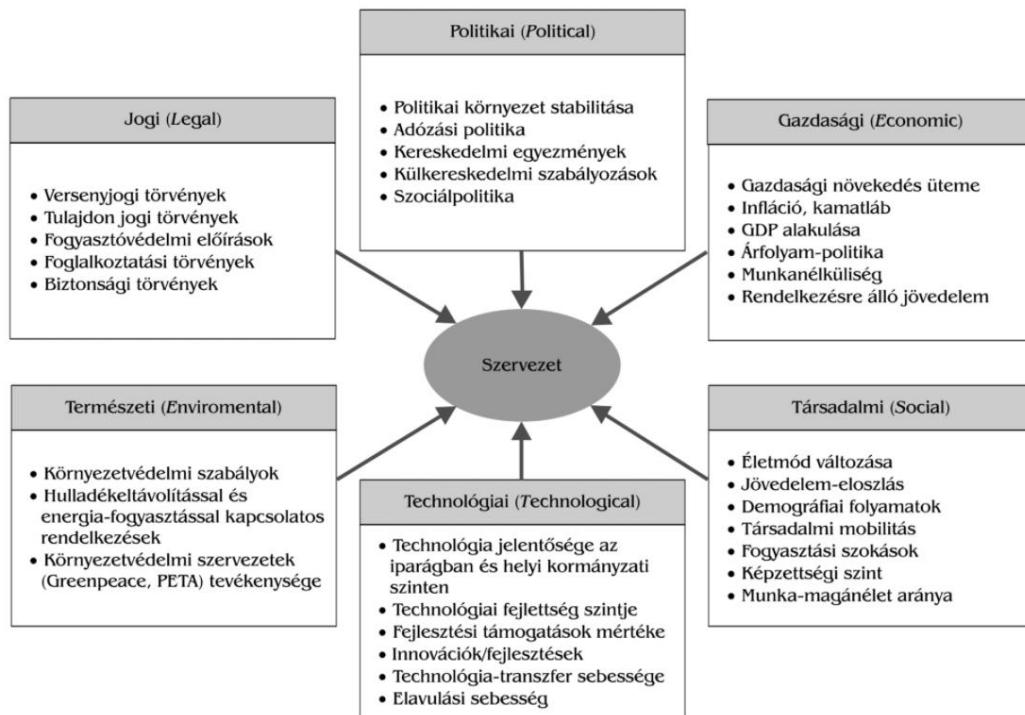 Politikai (Political)
• Politikai környezet stabilitása
• Adózási politika
• Kereskedelmi egyezmények
• Külkereskedelmi szabályozások
• Szociálpolitika
Jogi (Legal)
• Versenyjogi törvények
• Tulajdon jogi törvények
• Fogyasztóvédelmi előírások
• Foglalkoztatási törvények
• Biztonsági törvények
Gazdasági (Economic)
• Gazdasági növekedés üteme
• Infláció, kamatláb
• GDP alakulása
• Árfolyam-politika
• Munkanélküliség
• Rendelkezésre álló jövedelem
Szervezet
Természeti (Enviromental)
• Környezetvédelmi szabályok
• Hulladékeltávolítással és
energia-fogyasztással kapcsolatos
rendelkezések
• Környezetvédelmi szervezetek
(Greenpeace, PETA) tevékenysége
Technológiai (Technological)
• Technológia jelentősége az
iparágban és helyi kormányzati
szinten
• Technológiai fejlettség szintje
• Fejlesztési támogatások mértéke
• Innovációk/fejlesztések
• Technológia-transzfer sebessége
• Elavulási sebesség
Társadalmi (Social)
• Életmód változása
• Jövedelem-eloszlás
• Demográfiai folyamatok
• Társadalmi mobilitás
• Fogyasztási szokások
• Képzettségi szint
• Munka-magánélet aránya